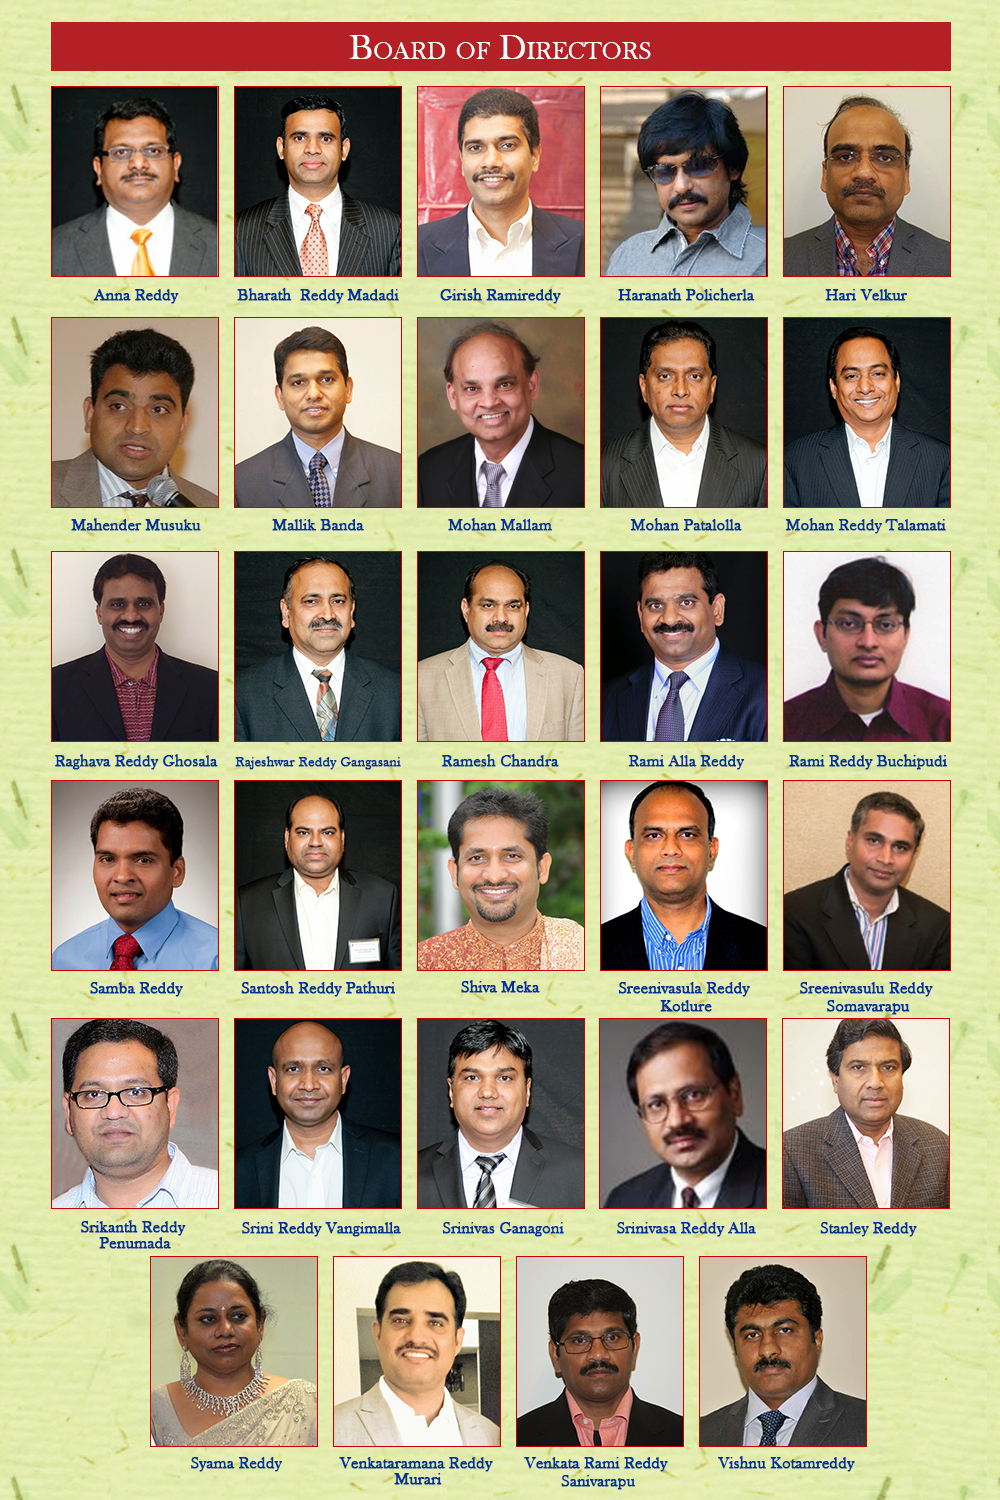 Board of Directors
Anna Reddy
Bharath Reddy Madadi
Girish Ramireddy
Haranath Policherla
Hari Velkur
Mahender Musuku
Mallik Banda
Mohan Mallam
Mohan Patalolla
Mohan Reddy Talamati
Raghava Reddy Ghosala
Rajeshwar Reddy Gangasani
Ramesh Chandra
Rami Alla Reddy
Rami Reddy Buchipudi
Samba Reddy
Santosh Reddy Pathuri
Shiva Meka
Sreenivasula Reddy
Kotlure
Sreenivasulu Reddy
Somavarapu
Srikanth Reddy
Penumada
Srini Reddy Vangimalla
Srinivas Ganagoni
Srinivasa Reddy Alla
Stanley Reddy
Syama Reddy
Venkataramana Reddy
Murari
Venkata Rami Reddy
Sanivarapu
Vishnu Kotamreddy